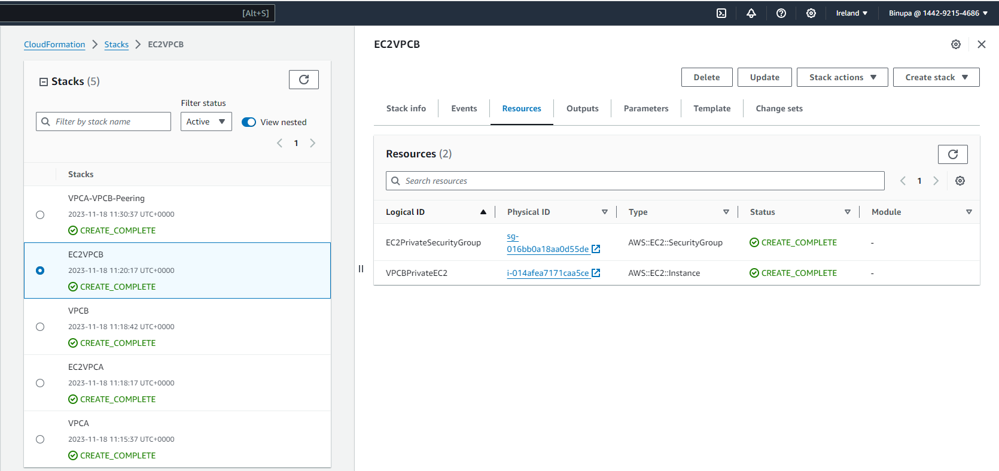 [Alt+S]
Ireland
Binupa @ 1442-9215-4686
CloudFormation
Stacks
EC2VPCB
Stacks (5)
Filter status
Filter by stack name
Active
View nested
1
Stacks
VPCA-VPCB-Peering
2023-11-18 11:30:37 UTC+0000
CREATE_COMPLETE
EC2VPCB
2023-11-18 11:20:17 UTC+0000
CREATE_COMPLETE
VPCB
2023-11-18 11:18:42 UTC+0000
CREATE_COMPLETE
EC2VPCA
2023-11-18 11:18:17 UTC+0000
CREATE_COMPLETE
VPCA
2023-11-18 11:15:37 UTC+0000
CREATE_COMPLETE
EC2VPCB
Delete
Update
Stack actions
Create stack
Stack info
Events
Resources
Outputs
Parameters
Template
Change sets
Resources (2)
Search resources
1
Logical ID
Physical ID
Type
Status
Module
EC2PrivateSecurityGroup
sg-
016bb0a18aa0d55de
AWS::EC2::SecurityGroup
CREATE_COMPLETE
-
VPCBPrivateEC2
i-014afea7171caa5ce
AWS::EC2::Instance
CREATE_COMPLETE
-